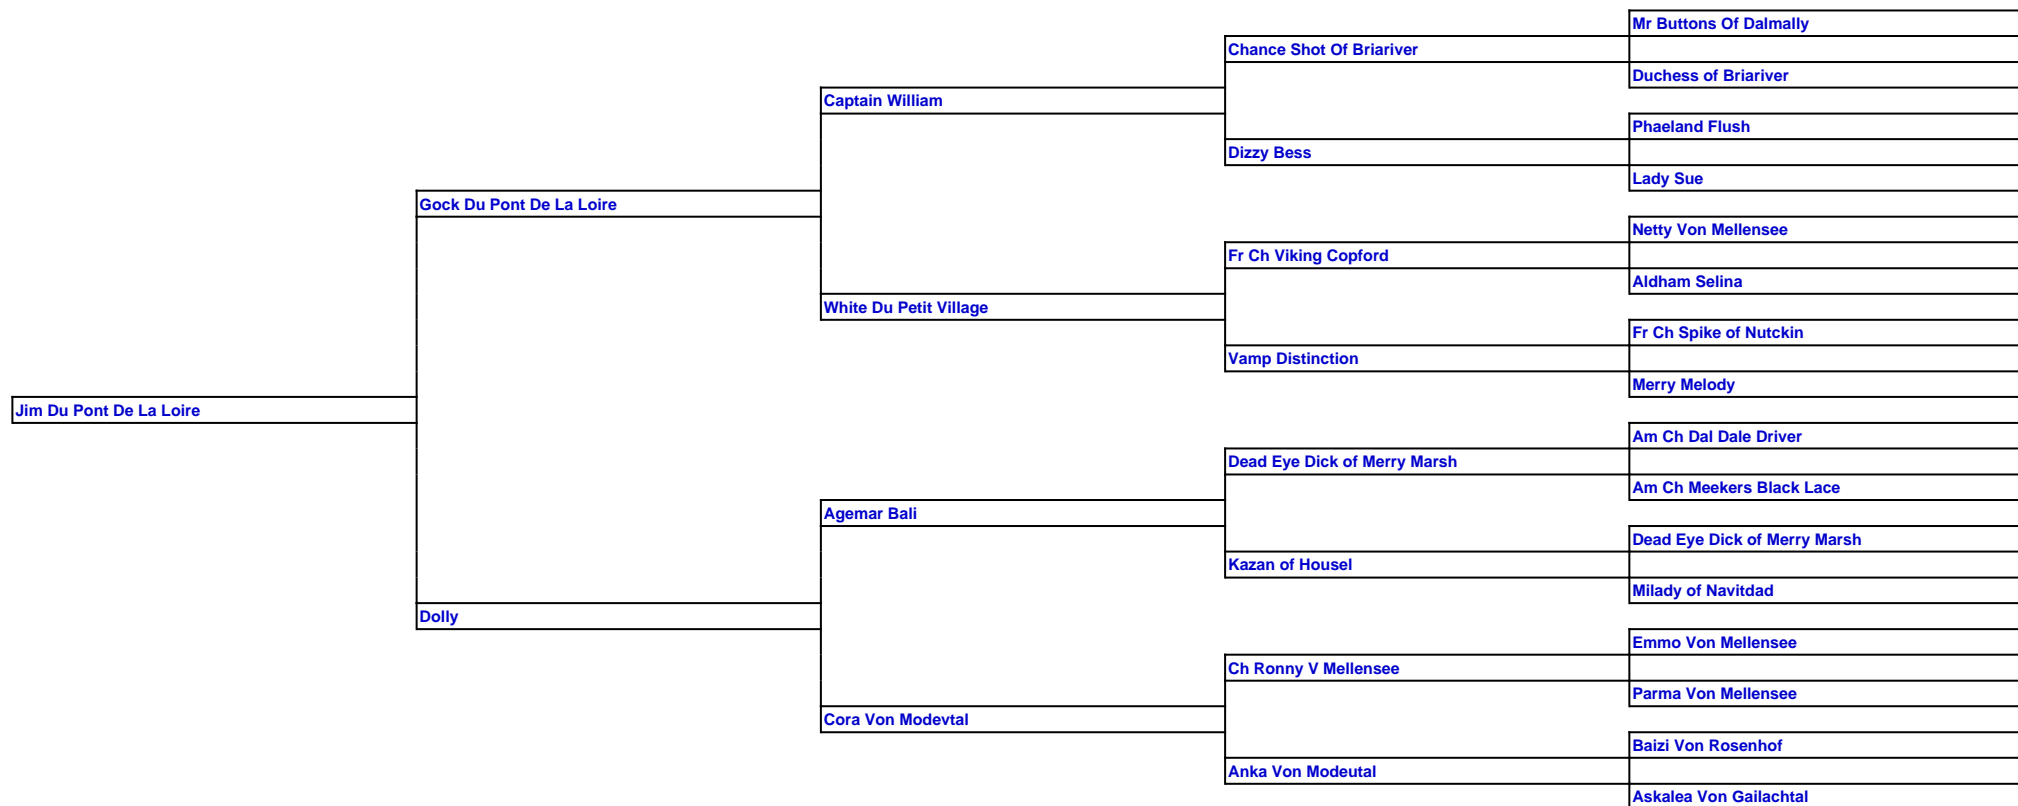 Mr Buttons Of Dalmally
Chance Shot Of Briariver
Duchess of Briariver
Captain William
Phaeland Flush
Dizzy Bess
Lady Sue
Gock Du Pont De La Loire
Netty Von Mellensee
Fr Ch Viking Copford
Aldham Selina
White Du Petit Village
Fr Ch Spike of Nutckin
Vamp Distinction
Merry Melody
Jim Du Pont De La Loire
Am Ch Dal Dale Driver
Dead Eye Dick of Merry Marsh
Am Ch Meekers Black Lace
Agemar Bali
Dead Eye Dick of Merry Marsh
Kazan of Housel
Milady of Navitdad
Dolly
Emmo Von Mellensee
Ch Ronny V Mellensee
Parma Von Mellensee
Cora Von Modevtal
Baizi Von Rosenhof
Anka Von Modeutal
Askalea Von Gailachtal